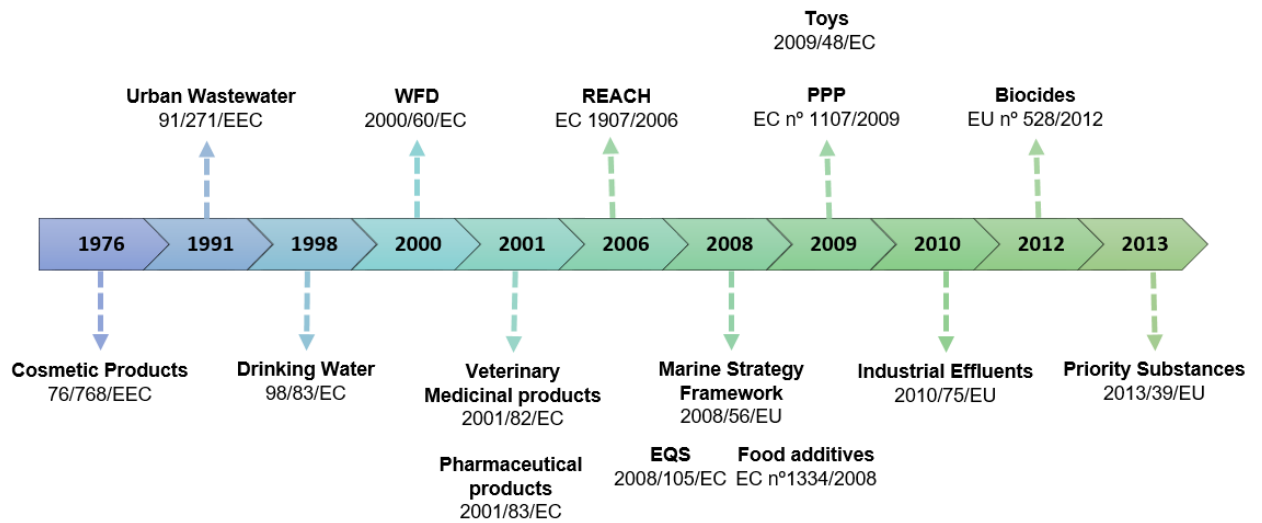 Toys
2009/48/EC
Urban Wastewater
91/271/EEC
WFD
2000/60/EC
REACH
EC 1907/2006
PPP
EC nº 1107/2009
Biocides
EU nº 528/2012
1976
1991
1998
2000
2001
2006
2008
2009
2010
2012
2013
Cosmetic Products
76/768/EEC
Drinking Water
98/83/EC
Veterinary
Medicinal products
2001/82/EC
Pharmaceutical
products
2001/83/EC
Marine Strategy
Framework
2008/56/EU
EQS
2008/105/EC
Food additives
EC nº1334/2008
Industrial Effluents
2010/75/EU
Priority Substances
2013/39/EU